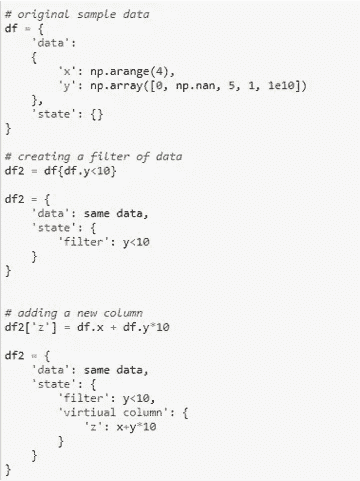 # original sample data
df = {
'data':
{
'x': np.arange(4),
'y': np.array([0, np.nan, 5, 1, 1e10])
},
'state': {}
}
# creating a filter of data
df2 = df{df.y<10}
df2 = {
'data': same data,
'state': {
'filter': y<10
}
}
# adding a new column
df2['z'] = df.x + df.y*10
df2 = {
'data': same data,
'state': {
'filter': y<10,
'virtiual column': {
'z': x+y*10
}
}
}